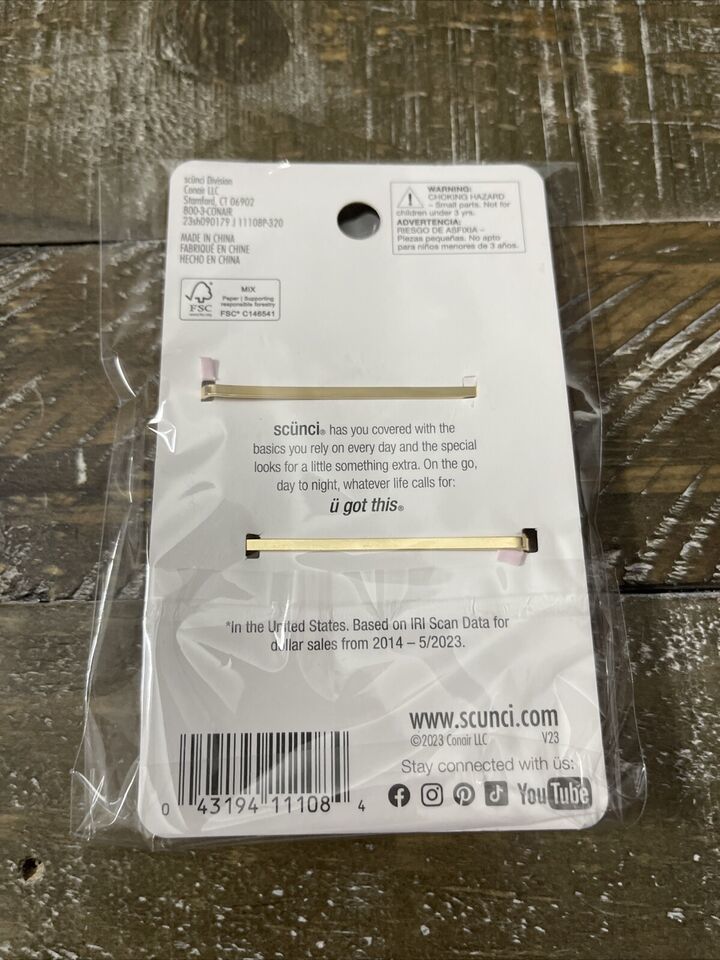 scünci Division
Conair LLC
Stamford, CT 06902
800-3-CONAIR
23sh090179 J 11108P-320
MADE IN CHINA
FABRIQUÉ EN CHINE
HECHO EN CHINA
WARNING:
CHOKING HAZARD
– Small parts. Not for
children under 3 yrs.
ADVERTENCIA:
RIESGO DE ASFIXIA –
Piezas pequeñas. No apto
para niños menores de 3 años.
FSC
www.fsc.org
MIX
Paper | Supporting
responsible forestry
FSC® C146541
scünci® has you covered with the
basics you rely on every day and the special
looks for a little something extra. On the go,
day to night, whatever life calls for:
ü got this®
*In the United States. Based on IRI Scan Data for
dollar sales from 2014 – 5/2023.
www.scunci.com
©2023 Conair LLC V23
Stay connected with üs:
YouTube
0 43194 11108 4